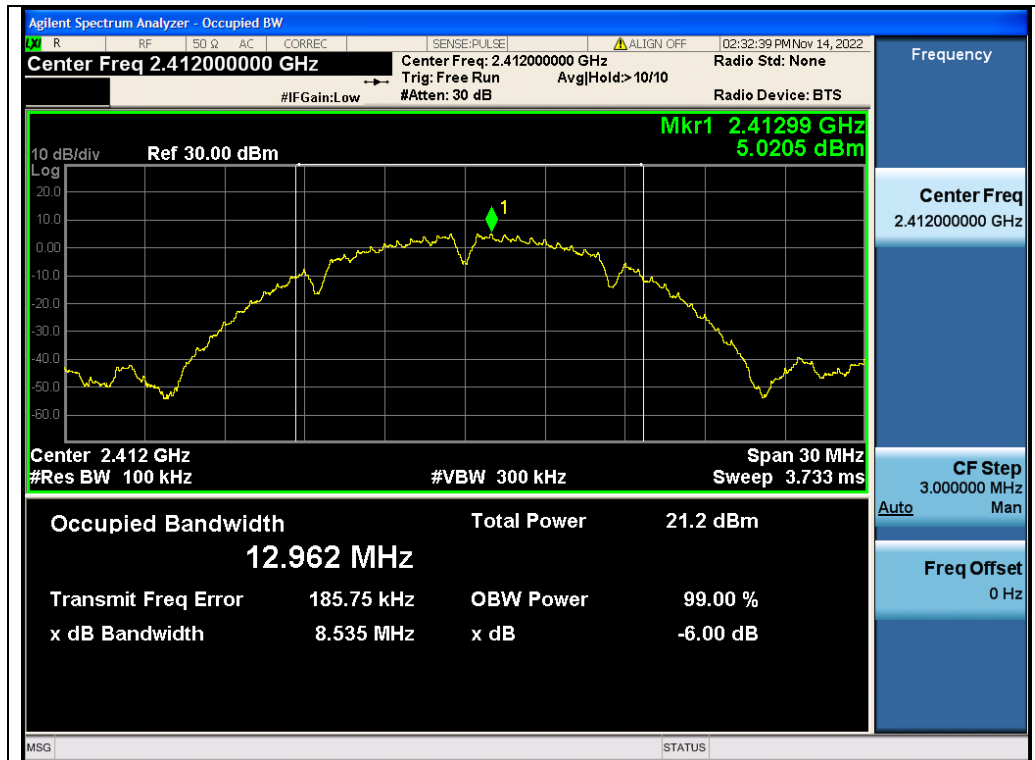 Agilent Spectrum Analyzer - Occupied BW
LXI R RF 50 Ω AC CORREC SENSE:PULSE ALIGN OFF 02:32:39 PM Nov 14, 2022
Center Freq 2.412000000 GHz
Center Freq: 2.412000000 GHz Radio Std: None
Trig: Free Run Avg|Hold:>10/10
#IFGain:Low #Atten: 30 dB Radio Device: BTS
Frequency
Mkr1 2.41299 GHz
5.0205 dBm
10 dB/div Ref 30.00 dBm
Log
20.0
10.0
0.00
-10.0
-20.0
-30.0
-40.0
-50.0
-60.0
1
Center 2.412 GHz Span 30 MHz
#Res BW 100 kHz #VBW 300 kHz Sweep 3.733 ms
Center Freq
2.412000000 GHz
CF Step
3.000000 MHz
Auto Man
Freq Offset
0 Hz
Occupied Bandwidth Total Power 21.2 dBm
12.962 MHz
Transmit Freq Error 185.75 kHz OBW Power 99.00 %
x dB Bandwidth 8.535 MHz x dB -6.00 dB
MSG STATUS